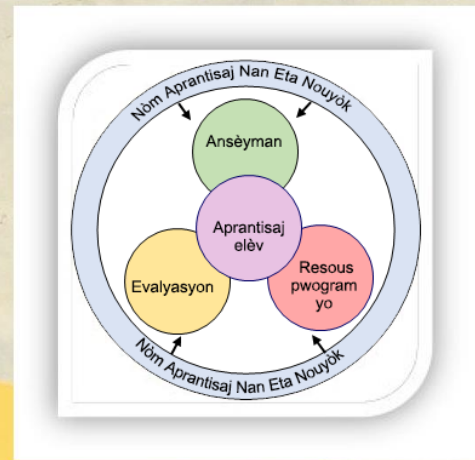 Nòm Aprantisaj Nan Eta Nouyòk
Ansèyman
Aprantisaj
elèv
Evalyasyon
Resous
pwogram
yo
Nòm Aprantisaj Nan Eta Nouyòk